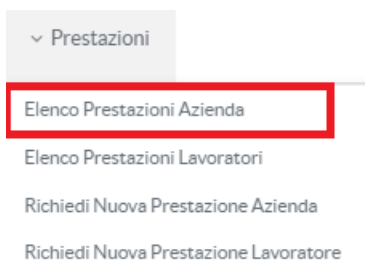 Prestazioni
Elenco Prestazioni Azienda
Elenco Prestazioni Lavoratori
Richiedi Nuova Prestazione Azienda
Richiedi Nuova Prestazione Lavoratore